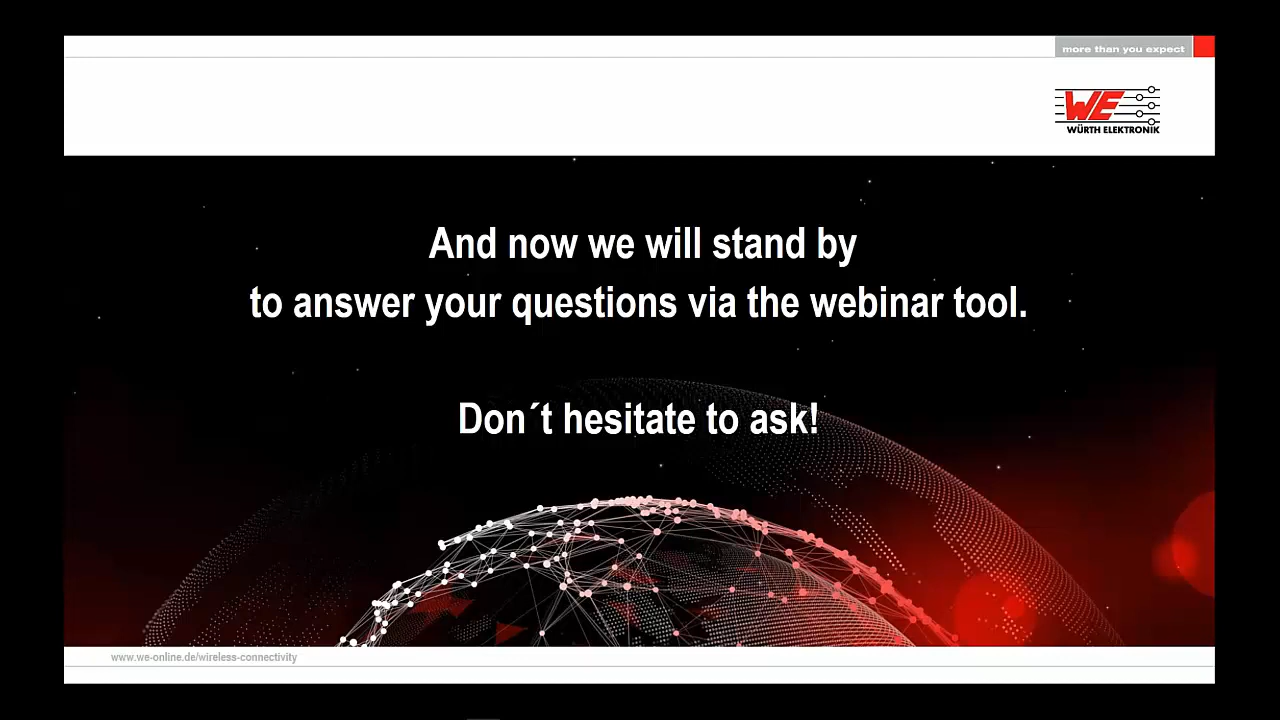 more than you expect
WE
WÜRTH ELEKTRONIK
And now we will stand by
to answer your questions via the webinar tool.
Don´t hesitate to ask!
www.we-online.de/wireless-connectivity